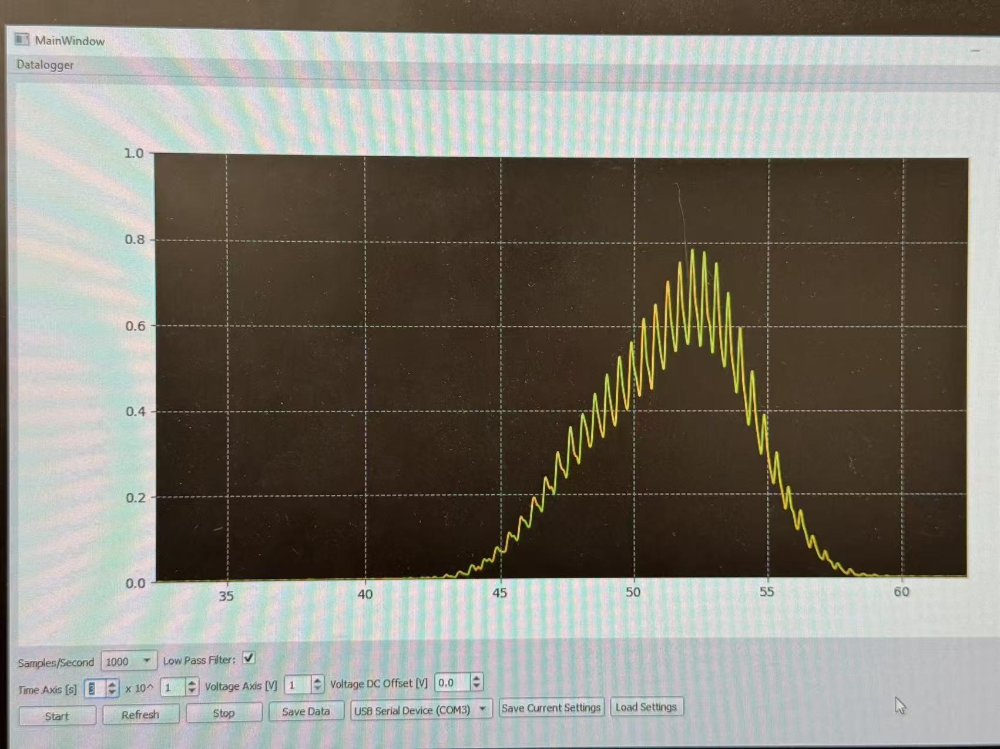 MainWindow
Datalogger
1.0
0.8
0.6
0.4
0.2
0.0
35 40 45 50 55 60
Samples/Second 1000 Low Pass Filter:
Time Axis [s] 3 x 10^ 1 Voltage Axis [V] 1 Voltage DC Offset [V] 0.0
Start Refresh Stop Save Data USB Serial Device (COM3) Save Current Settings Load Settings